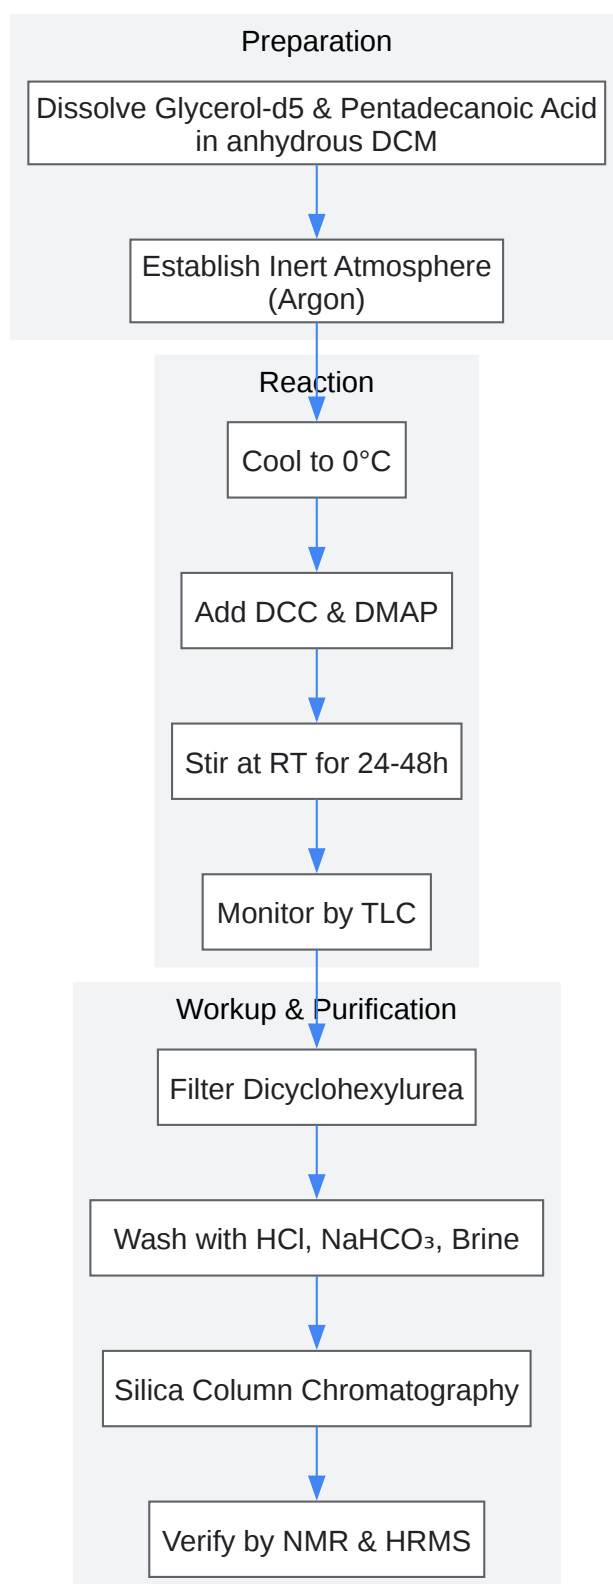 Preparation
Dissolve Glycerol-d5 & Pentadecanoic Acid
in anhydrous DCM
Establish Inert Atmosphere
(Argon)
Reaction
Cool to 0°C
Add DCC & DMAP
Stir at RT for 24-48h
Monitor by TLC
Workup & Purification
Filter Dicyclohexylurea
Wash with HCl, NaHCO₃, Brine
Silica Column Chromatography
Verify by NMR & HRMS